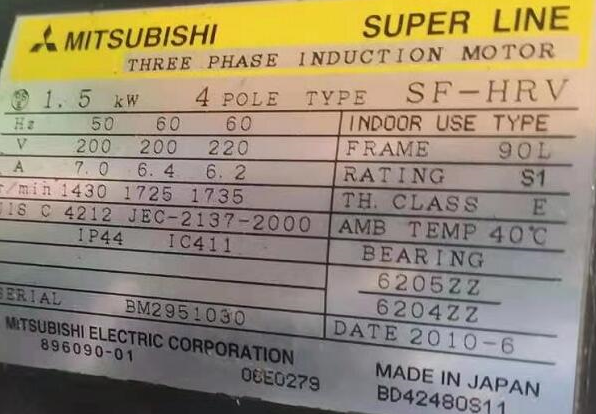 MITSUBISHI SUPER LINE
THREE PHASE INDUCTION MOTOR
1.5 kW 4 POLE TYPE SF-HRV
Hz 50 60 60
V 200 200 220
A 7.0 6.4 6.2
r/min 1430 1725 1735
JIS C 4212 JEC-2137-2000
IP44 IC411
INDOOR USE TYPE
FRAME 90L
RATING S1
TH. CLASS E
AMB TEMP 40℃
BEARING
6205ZZ
6204ZZ
SERIAL BM2951030
DATE 2010-6
MITSUBISHI ELECTRIC CORPORATION
896090-01 06E0279
MADE IN JAPAN
BD42480S11